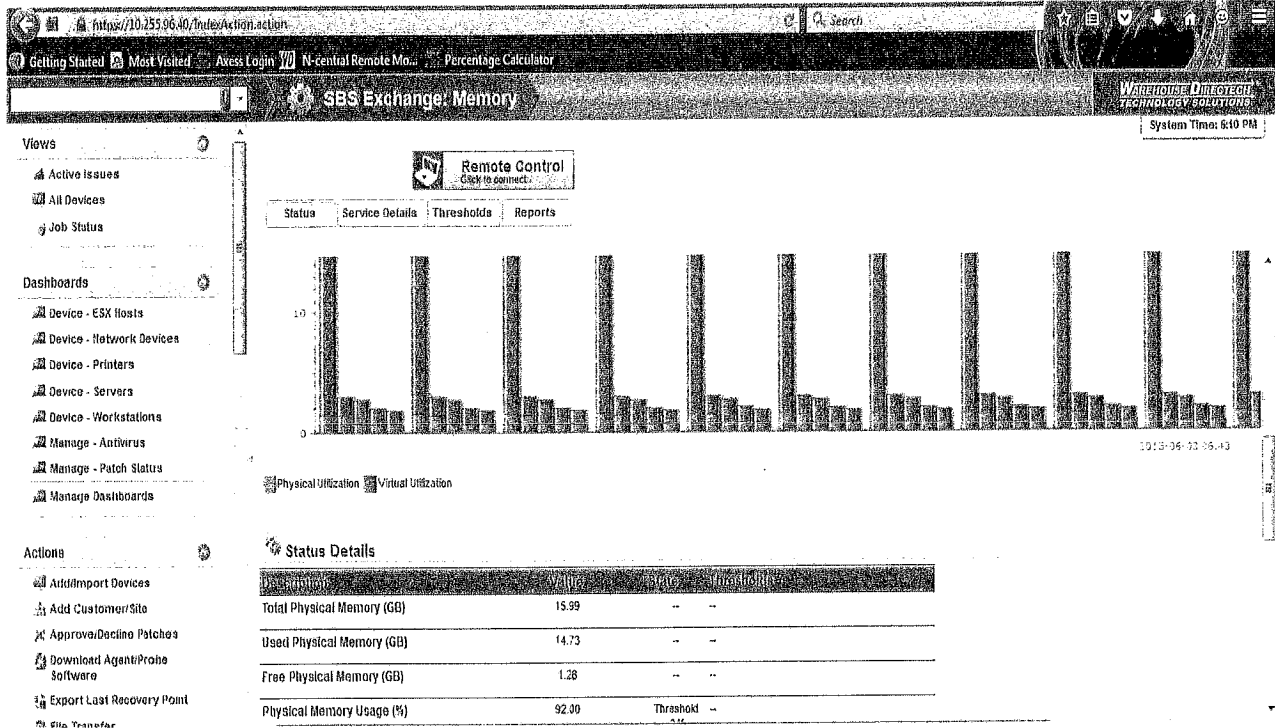 https://10.255.96.40/IndexAction.action
Search
Getting Started Most Visited Axess Login N-central Remote Mo... Percentage Calculator
SBS Exchange: Memory
WAREHOUSE DIRECTECH
TECHNOLOGY SOLUTIONS
System Time: 6:10 PM
Views
Active Issues
All Devices
Job Status
Dashboards
Device - ESX Hosts
Device - Network Devices
Device - Printers
Device - Servers
Device - Workstations
Manage - Antivirus
Manage - Patch Status
Manage Dashboards
Actions
Add/Import Devices
Add Customer/Site
Approve/Decline Patches
Download Agent/Probe
Software
Export Last Recovery Point
File Transfer
Remote Control
Click to connect
Status Service Details Thresholds Reports
10
0
Physical Utilization Virtual Utilization
Status Details
Description Value
Total Physical Memory (GB) 15.99 -- --
Used Physical Memory (GB) 14.73 -- --
Free Physical Memory (GB) 1.28 -- --
Physical Memory Usage (%) 92.00 Threshold --